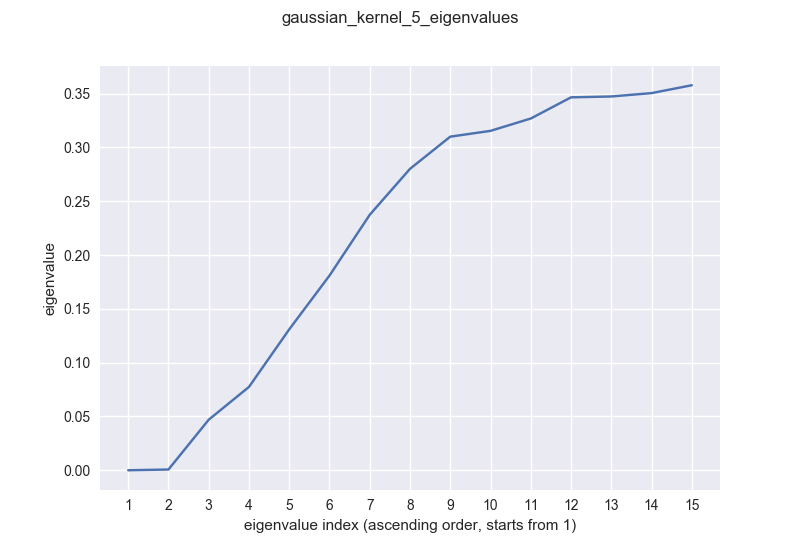 gaussian_kernel_5_eigenvalues
0.35
0.30
0.25
0.20
0.15
0.10
0.05
0.00
eigenvalue
1 2 3 4 5 6 7 8 9 10 11 12 13 14 15
eigenvalue index (ascending order, starts from 1)